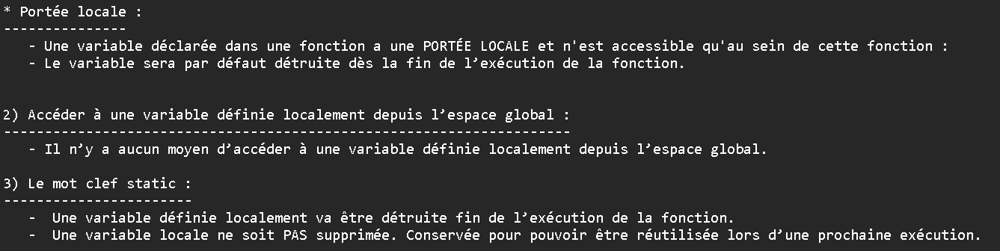 * Portée locale :
---------------
- Une variable déclarée dans une fonction a une PORTÉE LOCALE et n'est accessible qu'au sein de cette fonction :
- Le variable sera par défaut détruite dès la fin de l’exécution de la fonction.
2) Accéder à une variable définie localement depuis l’espace global :
---------------------------------------------------------------------
- Il n’y a aucun moyen d’accéder à une variable définie localement depuis l’espace global.
3) Le mot clef static :
-----------------------
- Une variable définie localement va être détruite fin de l’exécution de la fonction.
- Une variable locale ne soit PAS supprimée. Conservée pour pouvoir être réutilisée lors d’une prochaine exécution.